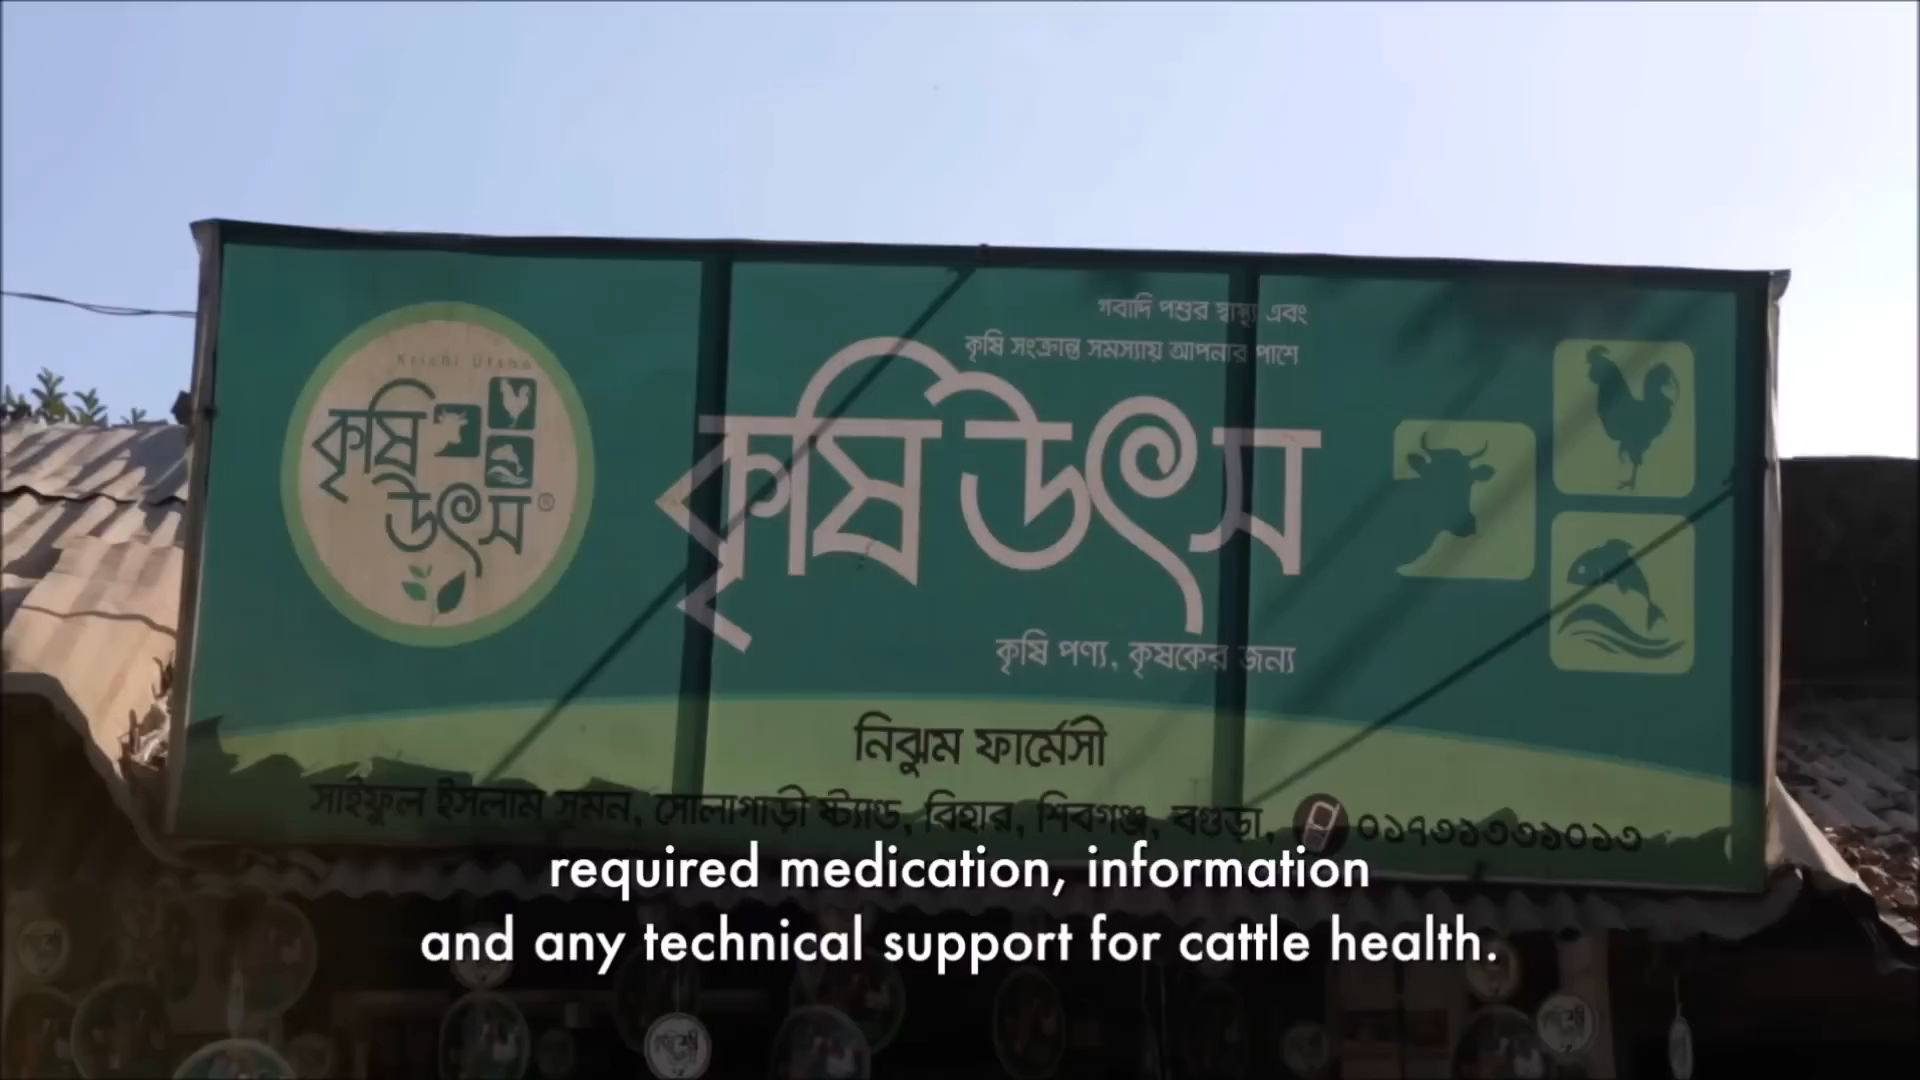 গবাদি পশুর স্বাস্থ্য এবং
কৃষি সংক্রান্ত সমস্যায় আপনার পাশে
Krishi Utsho
কৃষি
উৎস®
কৃষি উৎস
কৃষি পণ্য, কৃষকের জন্য
নিঝুম ফার্মেসী
সাইফুল ইসলাম সুমন, সোলাগাড়ী ষ্ট্যান্ড, বিহার, শিবগঞ্জ, বগুড়া, ০১৭৩১৩৩১০১৩
required medication, information
and any technical support for cattle health.